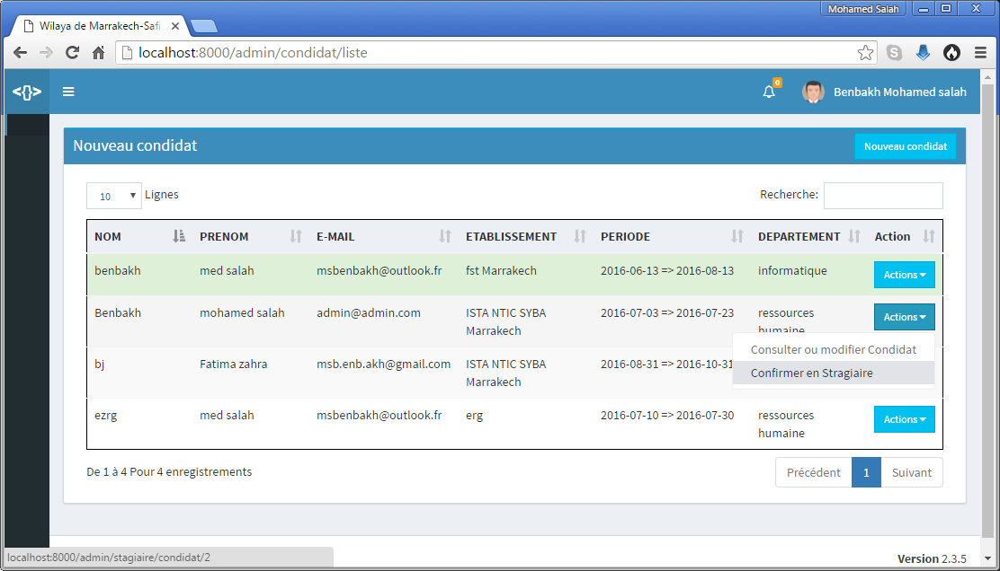 Mohamed Salah
Wilaya de Marrakech-Safi
localhost:8000/admin/condidat/liste
<{}>
0
Benbakh Mohamed salah
Nouveau condidat
Nouveau condidat
10 Lignes
Recherche:
NOM PRENOM E-MAIL ETABLISSEMENT PERIODE DEPARTEMENT Action
benbakh med salah msbenbakh@outlook.fr fst Marrakech 2016-06-13 => 2016-08-13 informatique Actions
Benbakh mohamed salah admin@admin.com ISTA NTIC SYBA 2016-07-03 => 2016-07-23 ressources Actions
Marrakech humaine
Consulter ou modifier Condidat
bj Fatima zahra msb.enb.akh@gmail.com ISTA NTIC SYBA 2016-08-31 => 2016-10-31
Confirmer en Stragiaire
Marrakech
ezrg med salah msbenbakh@outlook.fr erg 2016-07-10 => 2016-07-30 ressources Actions
humaine
De 1 à 4 Pour 4 enregistrements
Précédent 1 Suivant
localhost:8000/admin/stagiaire/condidat/2
Version 2.3.5